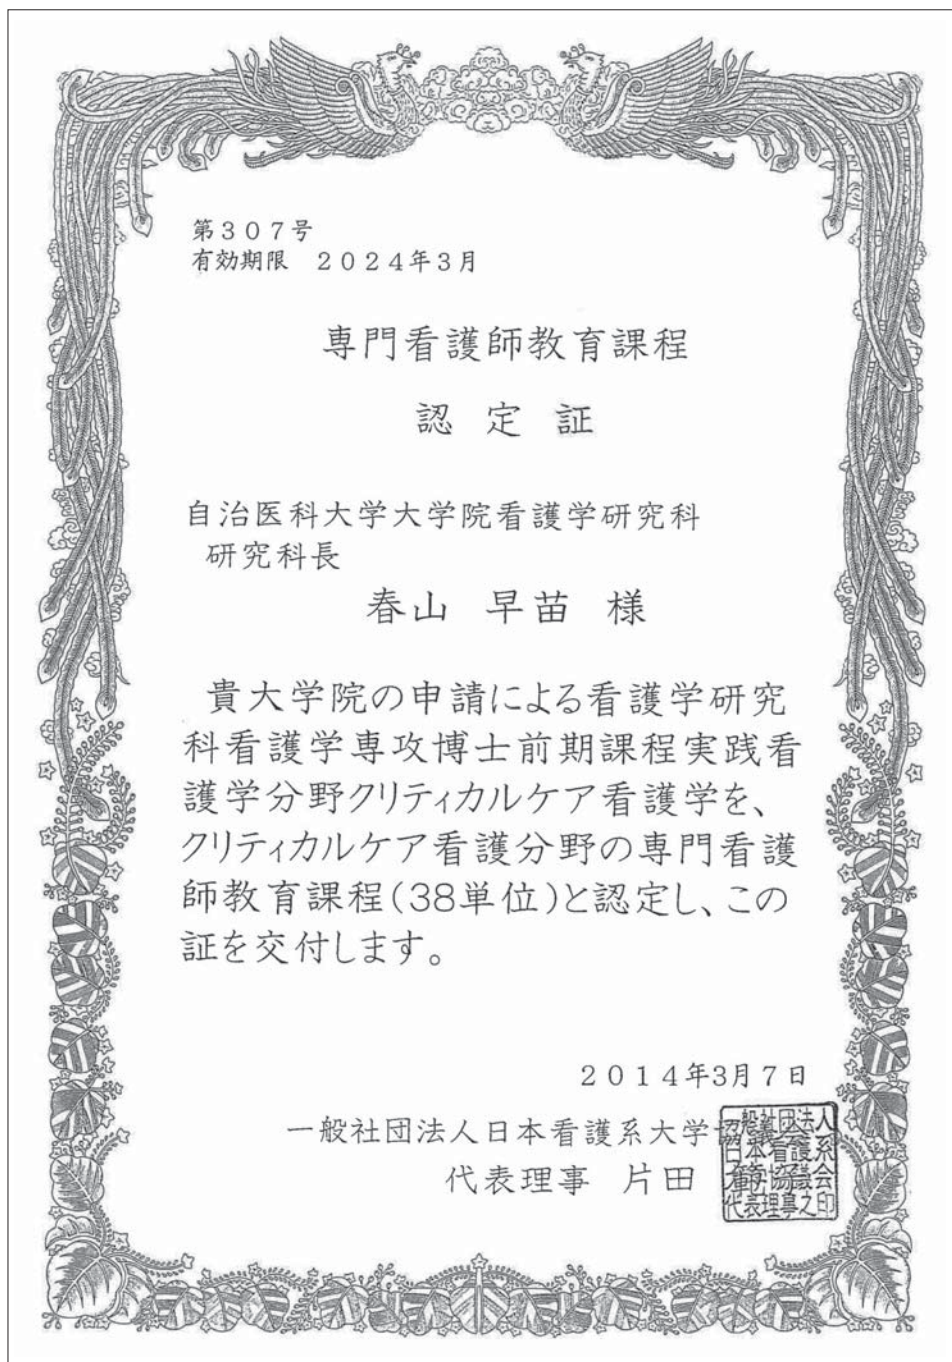 第307号
有効期限 2024年3月
専門看護師教育課程
認定証
自治医科大学大学院看護学研究科
研究科長
春山 早苗 様
貴大学院の申請による看護学研究
科看護学専攻博士前期課程実践看
護学分野クリティカルケア看護学を、
クリティカルケア看護分野の専門看護
師教育課程(38単位)と認定し、この
証を交付します。
2014年3月7日
一般社団法人日本看護系大学
代表理事 片田